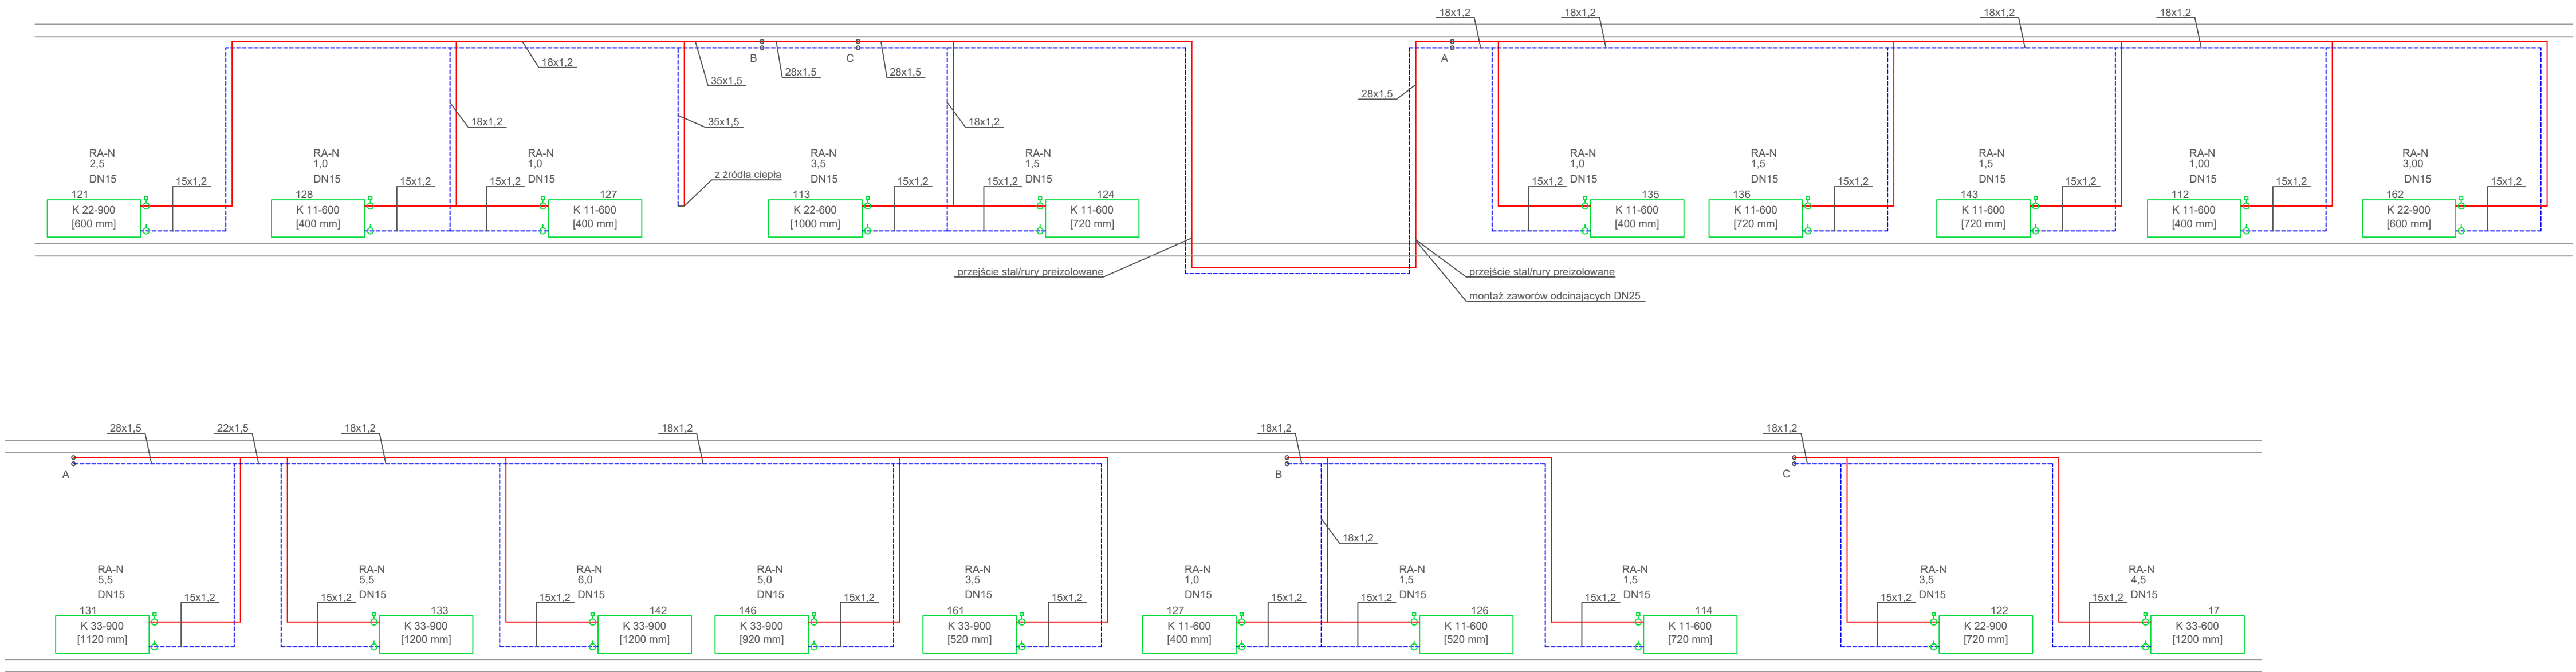 18x1,2
18x1,2
18x1,2
18x1,2
18x1,2
35x1,5
B
28x1,5
C
28x1,5
A
28x1,5
18x1,2
35x1,5
18x1,2
RA-N
2,5
DN15
15x1,2
121
K 22-900
[600 mm]
RA-N
1,0
DN15
15x1,2
128
K 11-600
[400 mm]
15x1,2
RA-N
1,0
DN15
127
K 11-600
[400 mm]
z źródła ciepła
RA-N
3,5
DN15
15x1,2
113
K 22-600
[1000 mm]
15x1,2
RA-N
1,5
DN15
124
K 11-600
[720 mm]
15x1,2
RA-N
1,0
DN15
135
K 11-600
[400 mm]
RA-N
1,5
DN15
15x1,2
136
K 11-600
[720 mm]
RA-N
1,5
DN15
15x1,2
143
K 11-600
[720 mm]
RA-N
1,00
DN15
15x1,2
112
K 11-600
[400 mm]
RA-N
3,00
DN15
15x1,2
162
K 22-900
[600 mm]
przejście stal/rury preizolowane
przejście stal/rury preizolowane
montaż zaworów odcinających DN25
28x1,5
22x1,5
18x1,2
18x1,2
18x1,2
18x1,2
A
B
C
18x1,2
RA-N
5,5
DN15
15x1,2
131
K 33-900
[1120 mm]
15x1,2
RA-N
5,5
DN15
133
K 33-900
[1200 mm]
15x1,2
RA-N
6,0
DN15
142
K 33-900
[1200 mm]
RA-N
5,0
DN15
15x1,2
146
K 33-900
[920 mm]
RA-N
3,5
DN15
15x1,2
161
K 33-900
[520 mm]
RA-N
1,0
DN15
15x1,2
127
K 11-600
[400 mm]
15x1,2
RA-N
1,5
DN15
126
K 11-600
[520 mm]
15x1,2
RA-N
1,5
DN15
114
K 11-600
[720 mm]
15x1,2
RA-N
3,5
DN15
122
K 22-900
[720 mm]
15x1,2
RA-N
4,5
DN15
17
K 33-600
[1200 mm]